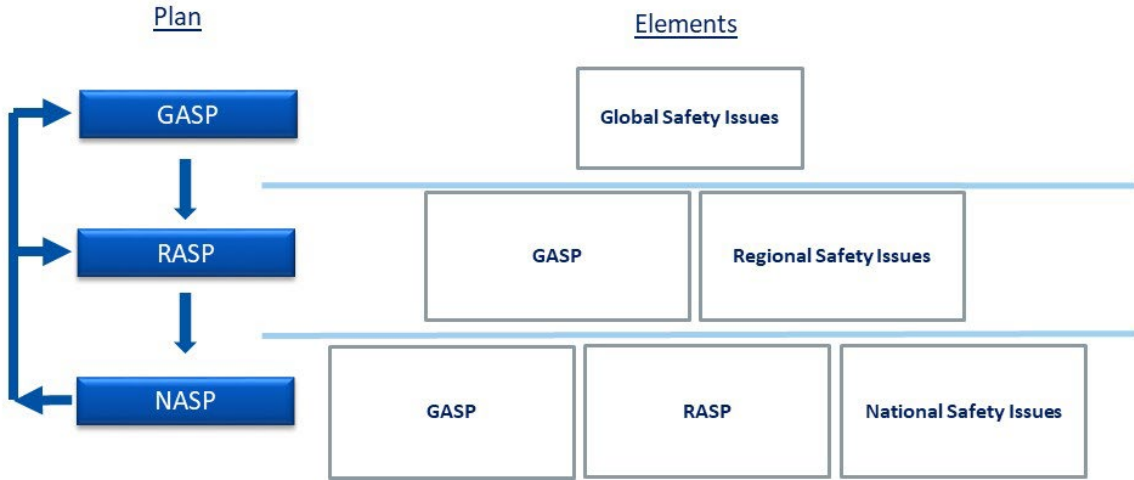 Plan
Elements
GASP
Global Safety Issues
RASP
GASP
Regional Safety Issues
NASP
GASP
RASP
National Safety Issues